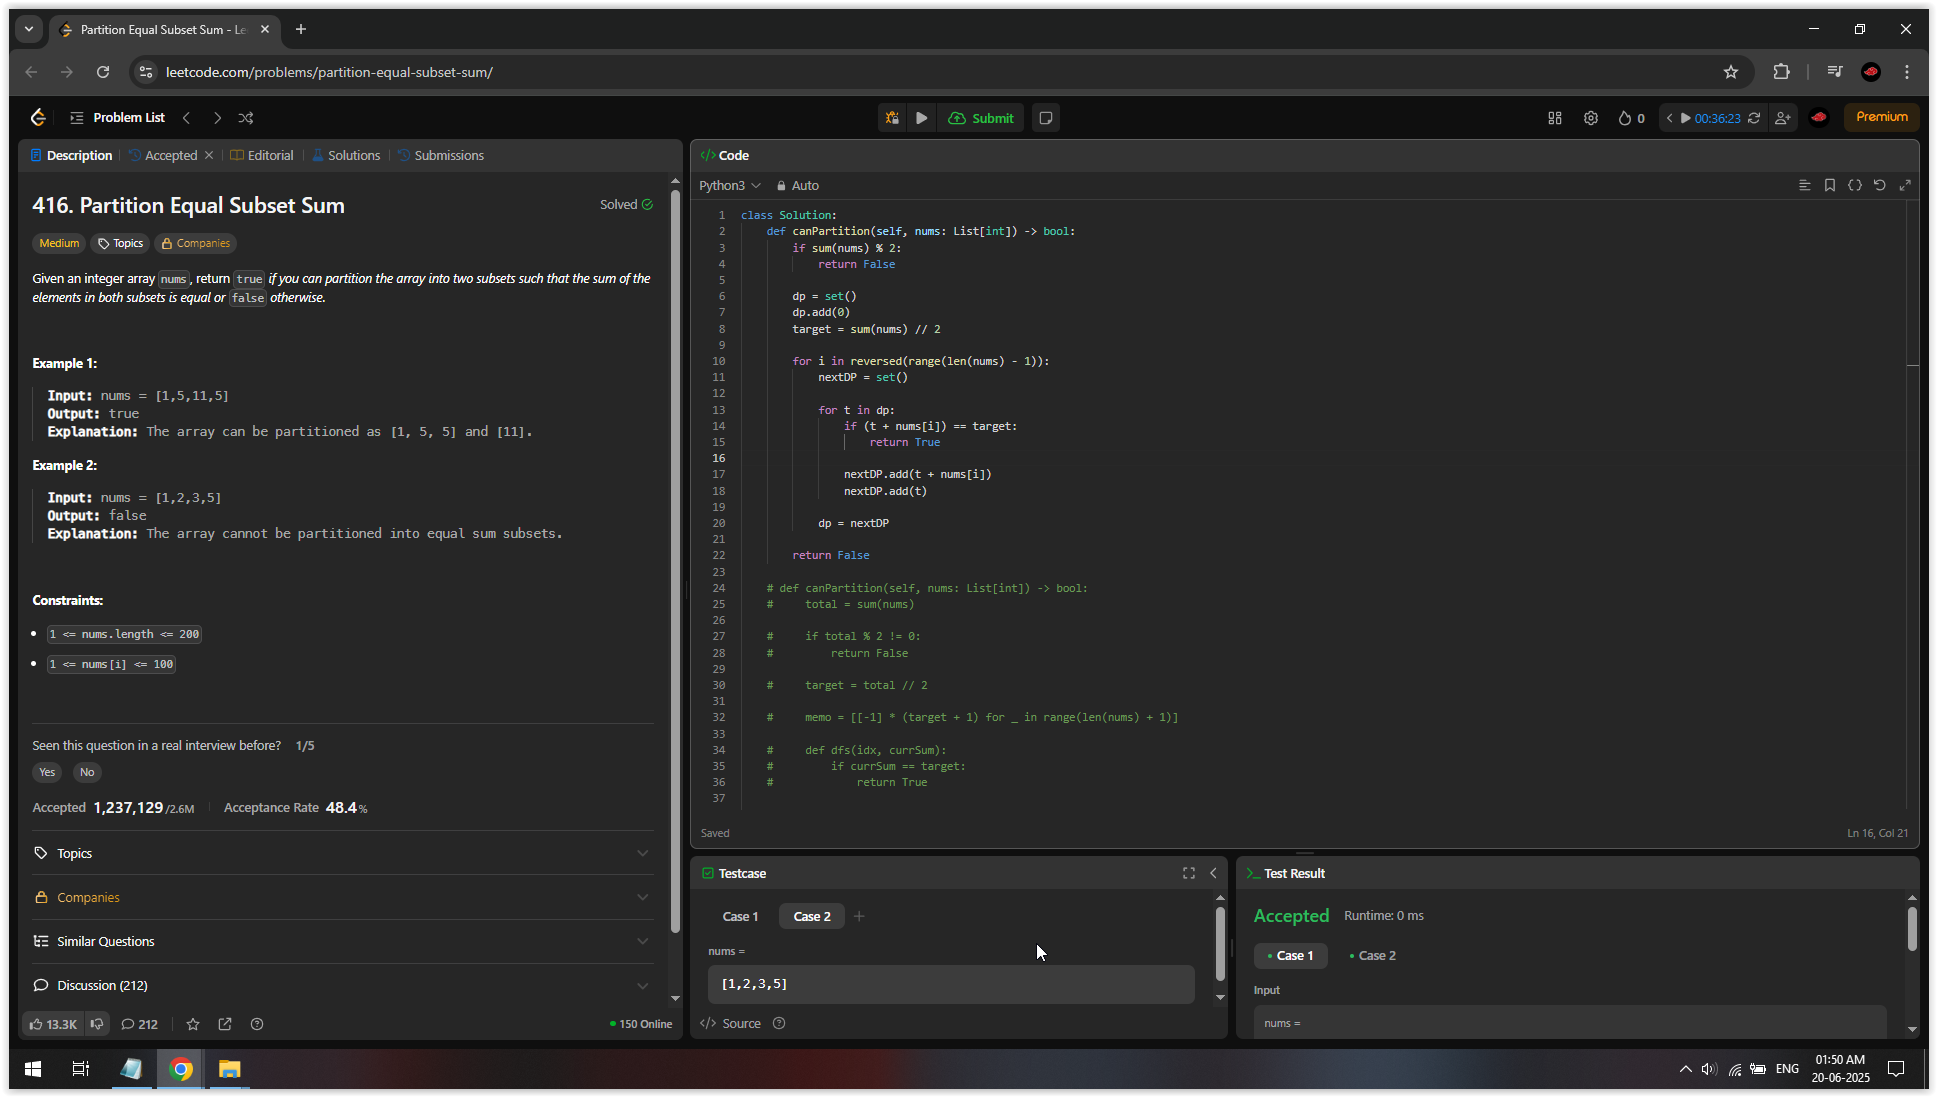 Partition Equal Subset Sum - Le
leetcode.com/problems/partition-equal-subset-sum/
Problem List
Submit
0
00:36:23
Premium
Description
Accepted
Editorial
Solutions
Submissions
416. Partition Equal Subset Sum
Solved
Medium
Topics
Companies
Given an integer array nums, return true if you can partition the array into two subsets such that the sum of the
elements in both subsets is equal or false otherwise.
Example 1:
Input: nums = [1,5,11,5]
Output: true
Explanation: The array can be partitioned as [1, 5, 5] and [11].
Example 2:
Input: nums = [1,2,3,5]
Output: false
Explanation: The array cannot be partitioned into equal sum subsets.
Constraints:
1 <= nums.length <= 200
1 <= nums[i] <= 100
Seen this question in a real interview before? 1/5
Yes
No
Accepted 1,237,129/2.6M
Acceptance Rate 48.4%
Topics
Companies
Similar Questions
Discussion (212)
13.3K
212
150 Online
</> Code
Python3
Auto
1 class Solution:
2 def canPartition(self, nums: List[int]) -> bool:
3 if sum(nums) % 2:
4 return False
5
6 dp = set()
7 dp.add(0)
8 target = sum(nums) // 2
9
10 for i in reversed(range(len(nums) - 1)):
11 nextDP = set()
12
13 for t in dp:
14 if (t + nums[i]) == target:
15 return True
16
17 nextDP.add(t + nums[i])
18 nextDP.add(t)
19
20 dp = nextDP
21
22 return False
23
24 # def canPartition(self, nums: List[int]) -> bool:
25 # total = sum(nums)
26
27 # if total % 2 != 0:
28 # return False
29
30 # target = total // 2
31
32 # memo = [[-1] * (target + 1) for _ in range(len(nums) + 1)]
33
34 # def dfs(idx, currSum):
35 # if currSum == target:
36 # return True
37
Saved
Ln 16, Col 21
Testcase
Case 1
Case 2
nums =
[1,2,3,5]
</> Source
Test Result
Accepted
Runtime: 0 ms
Case 1
Case 2
Input
nums =
ENG
01:50 AM
20-06-2025